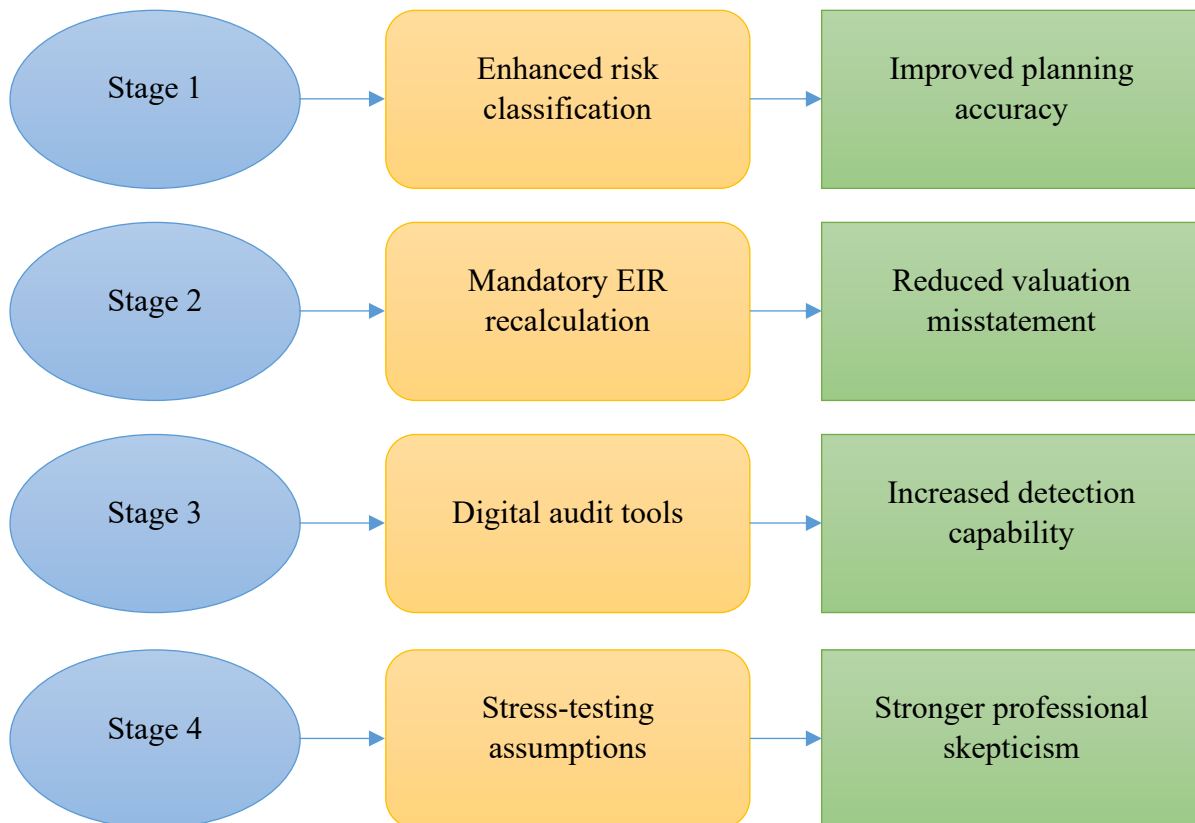 Stage 1
Enhanced risk
classification
Improved planning
accuracy
Stage 2
Mandatory EIR
recalculation
Reduced valuation
misstatement
Stage 3
Digital audit tools
Increased detection
capability
Stage 4
Stress-testing
assumptions
Stronger professional
skepticism